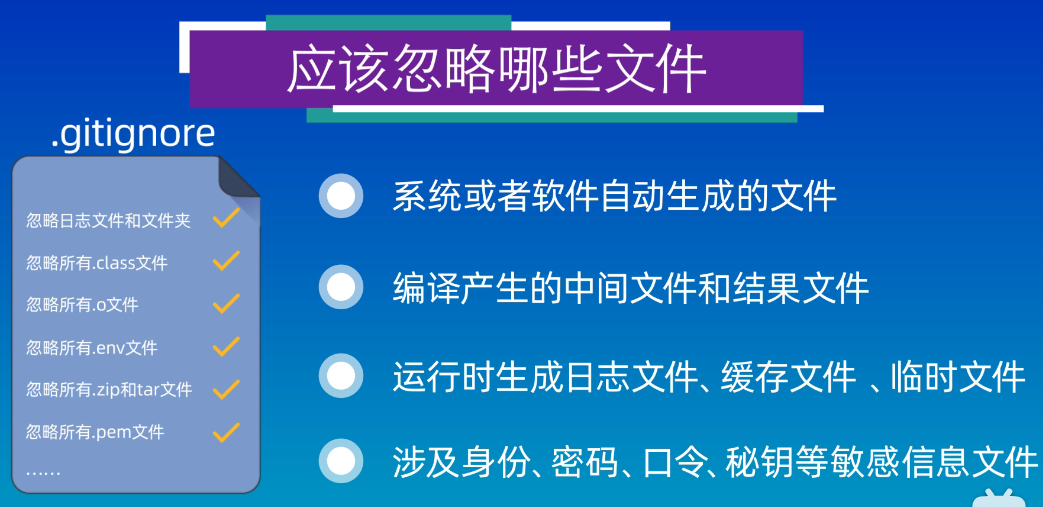 应该忽略哪些文件
.gitignore
忽略日志文件和文件夹
忽略所有.class文件
忽略所有.o文件
忽略所有.env文件
忽略所有.zip和tar文件
忽略所有.pem文件
……
系统或者软件自动生成的文件
编译产生的中间文件和结果文件
运行时生成日志文件、缓存文件 、临时文件
涉及身份、密码、口令、秘钥等敏感信息文件